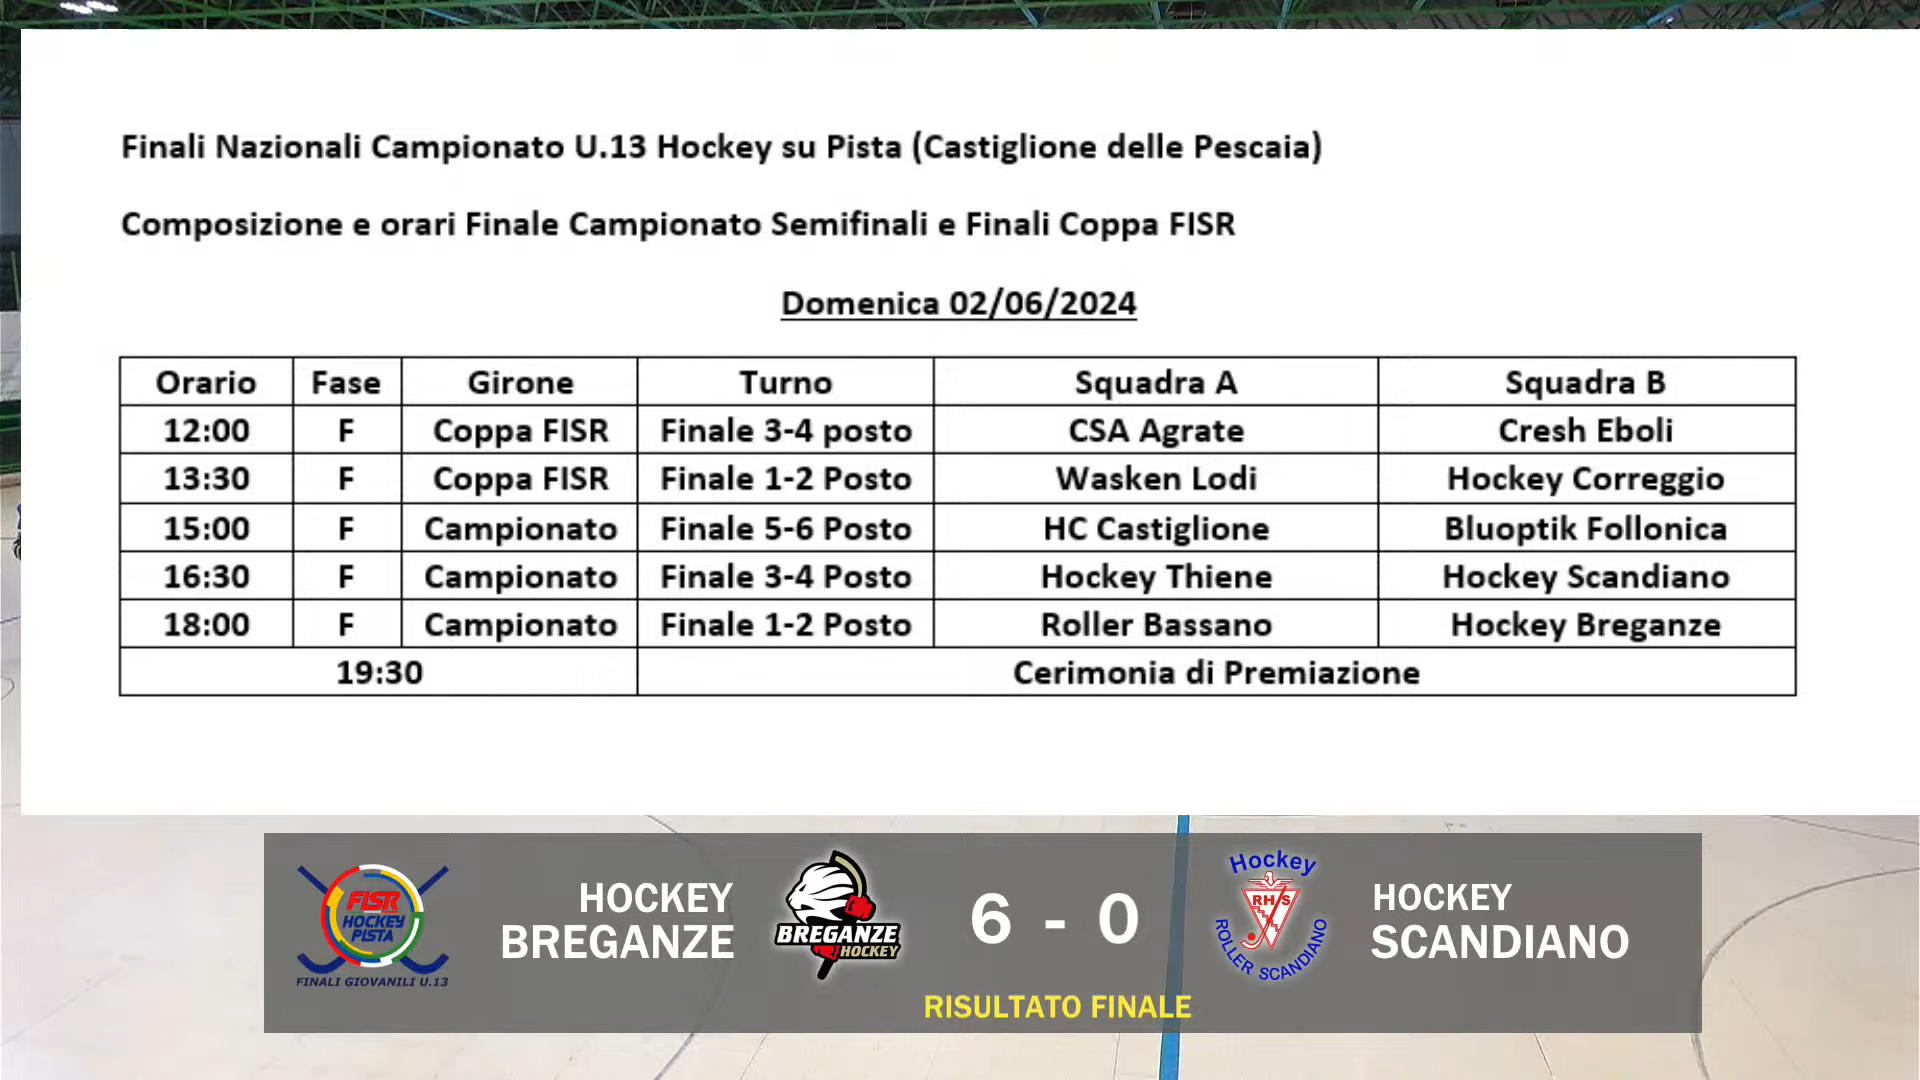 Finali Nazionali Campionato U.13 Hockey su Pista (Castiglione delle Pescaia)
Composizione e orari Finale Campionato Semifinali e Finali Coppa FISR
Domenica 02/06/2024
Orario Fase Girone Turno Squadra A Squadra B
12:00 F Coppa FISR Finale 3-4 posto CSA Agrate Cresh Eboli
13:30 F Coppa FISR Finale 1-2 Posto Wasken Lodi Hockey Correggio
15:00 F Campionato Finale 5-6 Posto HC Castiglione Bluoptik Follonica
16:30 F Campionato Finale 3-4 Posto Hockey Thiene Hockey Scandiano
18:00 F Campionato Finale 1-2 Posto Roller Bassano Hockey Breganze
19:30 Cerimonia di Premiazione
FISR
HOCKEY
PISTA
FINALI GIOVANILI U.13
HOCKEY
BREGANZE
BREGANZE
HOCKEY
6 - 0
Hockey
RHS
ROLLER SCANDIANO
HOCKEY
SCANDIANO
RISULTATO FINALE